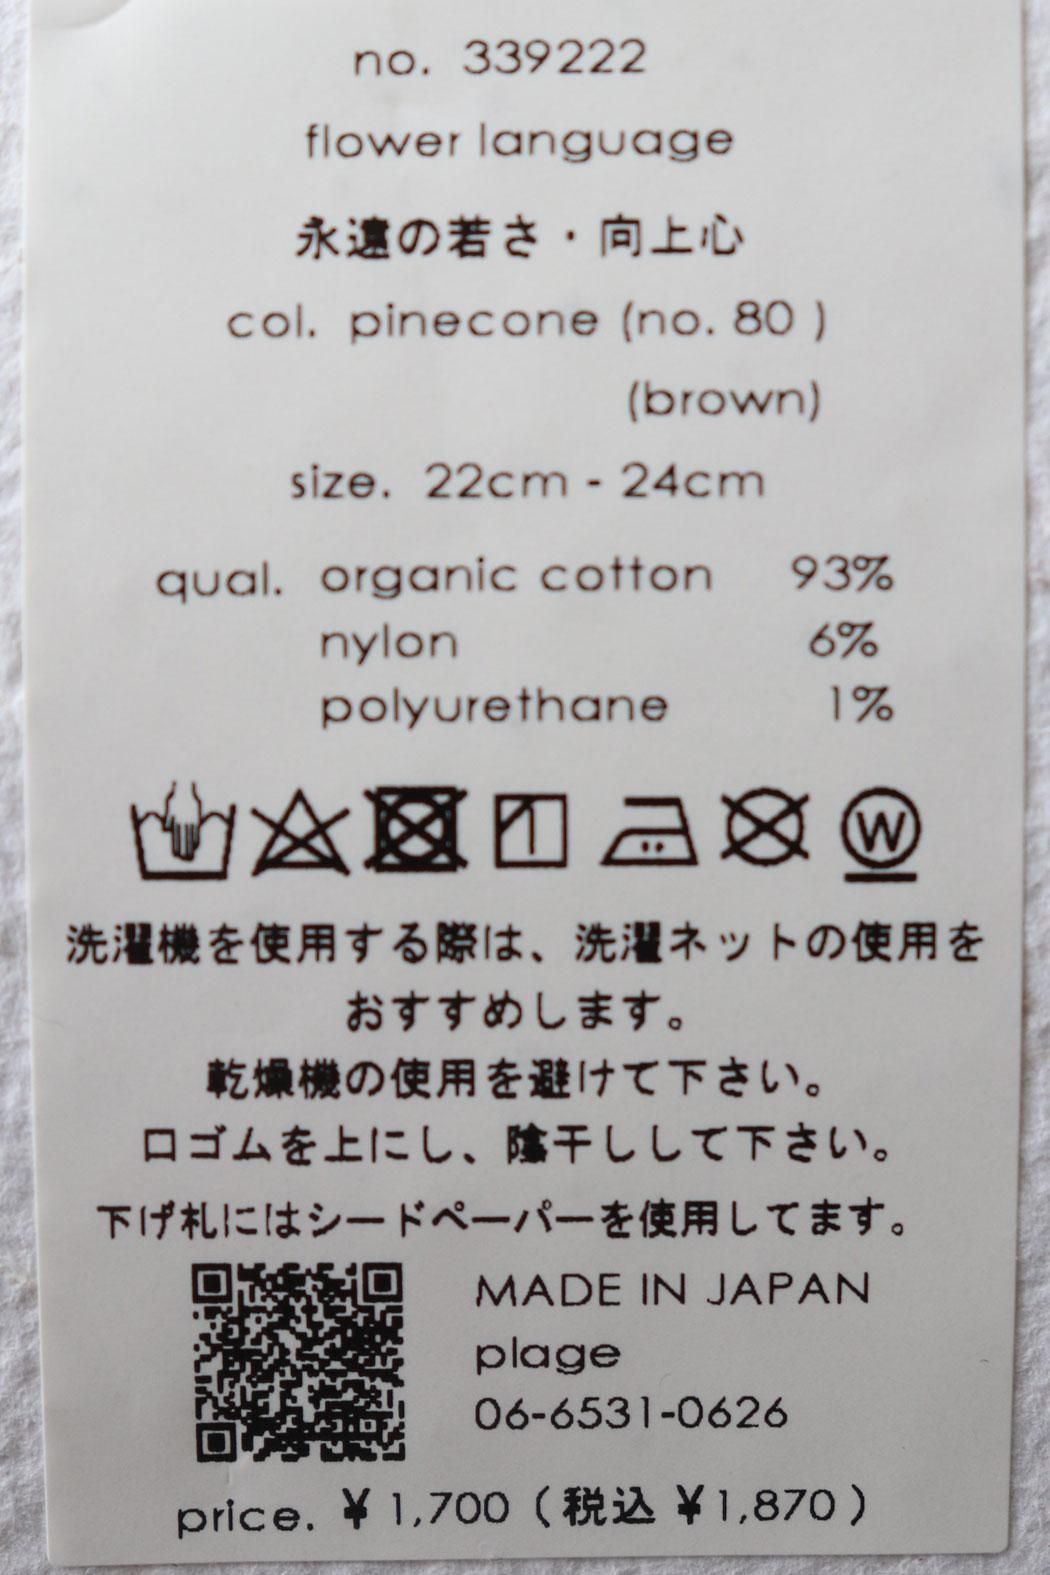 no. 339222
flower language
永遠の若さ・向上心
col. pinecone (no. 80 )
(brown)
size. 22cm - 24cm
qual. organic cotton 93%
nylon 6%
polyurethane 1%
W
洗濯機を使用する際は、洗濯ネットの使用を
おすすめします。
乾燥機の使用を避けて下さい。
口ゴムを上にし、陰干しして下さい。
下げ札にはシードペーパーを使用してます。
MADE IN JAPAN
plage
06-6531-0626
price. ¥1,700 (税込 ¥1,870 )